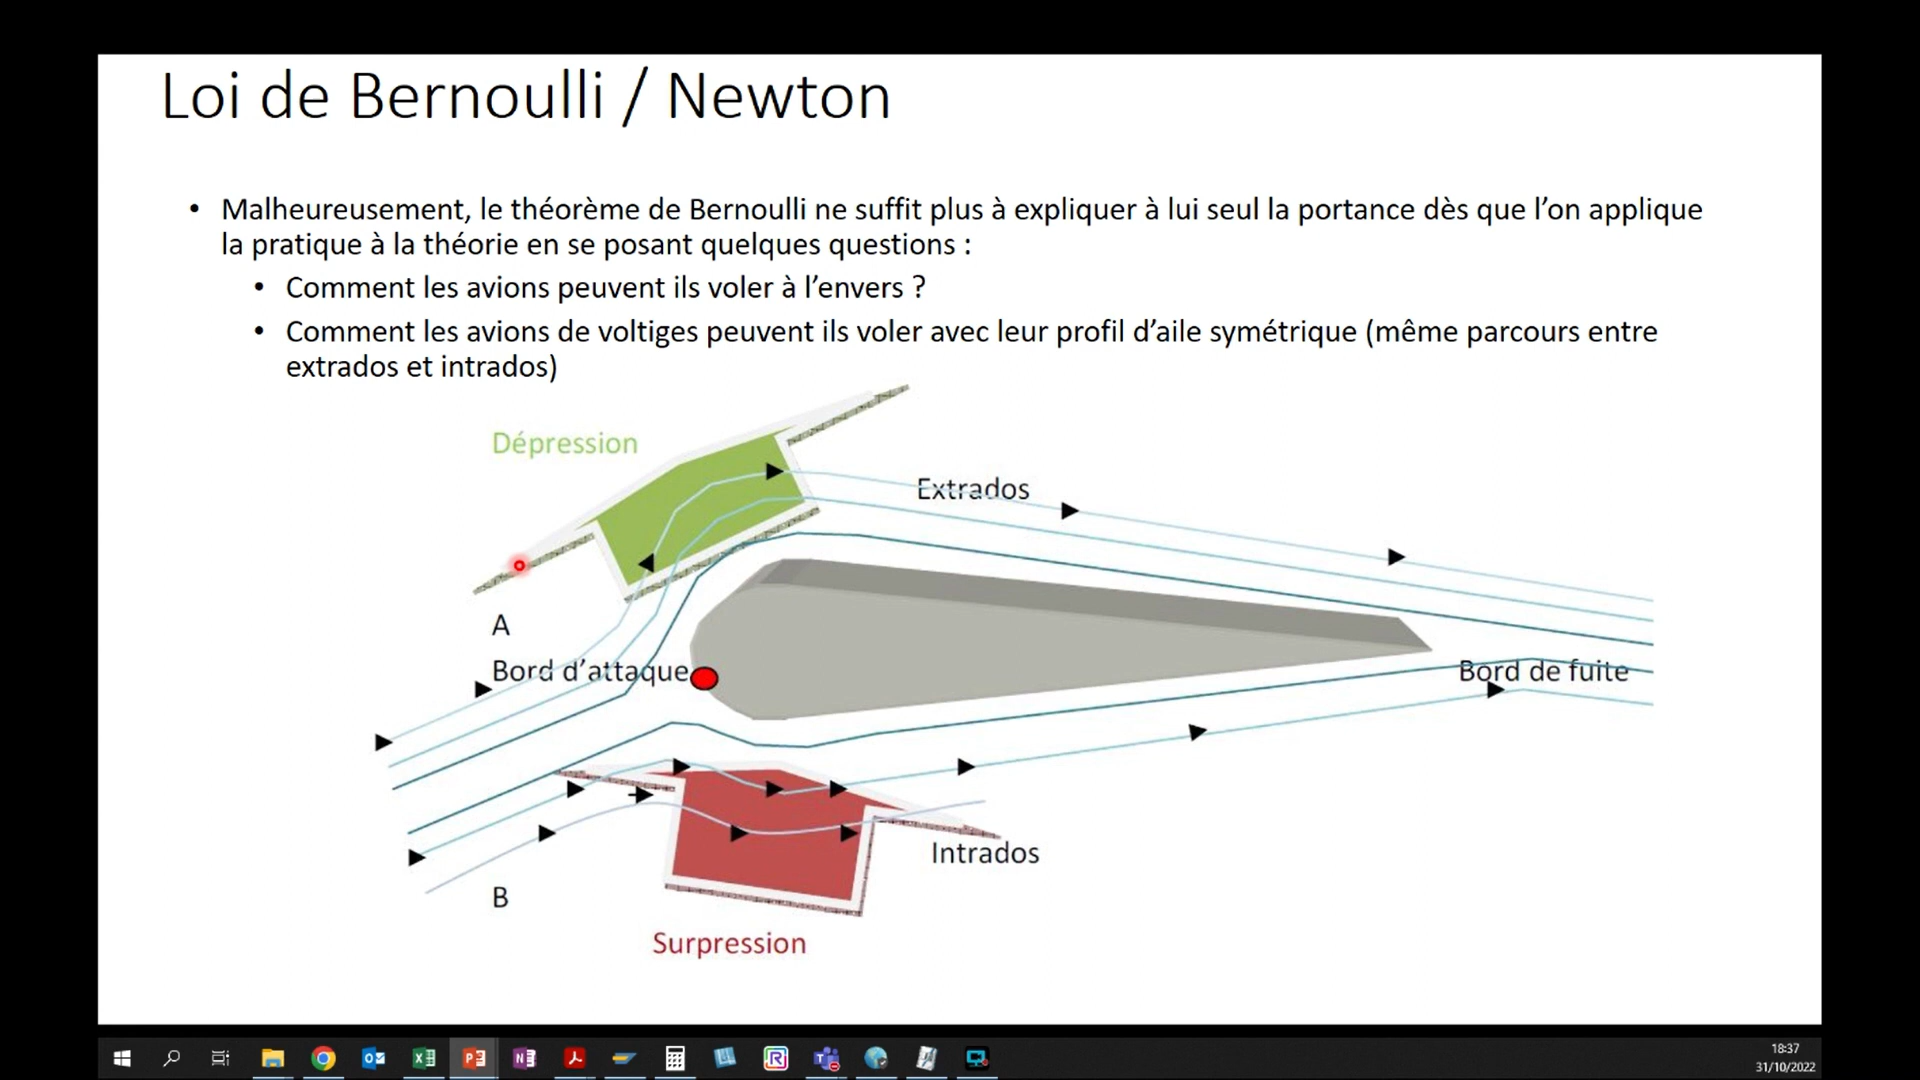 Loi de Bernoulli / Newton
• Malheureusement, le théorème de Bernoulli ne suffit plus à expliquer à lui seul la portance dès que l’on applique
la pratique à la théorie en se posant quelques questions :
• Comment les avions peuvent ils voler à l’envers ?
• Comment les avions de voltiges peuvent ils voler avec leur profil d’aile symétrique (même parcours entre
extrados et intrados)
Dépression
Extrados
A
Bord d’attaque
Bord de fuite
Intrados
B
Surpression
18:37
31/10/2022